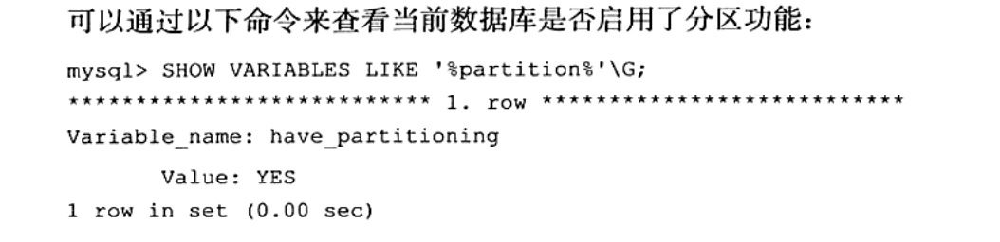 可以通过以下命令来查看当前数据库是否启用了分区功能：
mysql> SHOW VARIABLES LIKE '%partition%'\G;
*************************** 1. row ***************************
Variable_name: have_partitioning
Value: YES
1 row in set (0.00 sec)